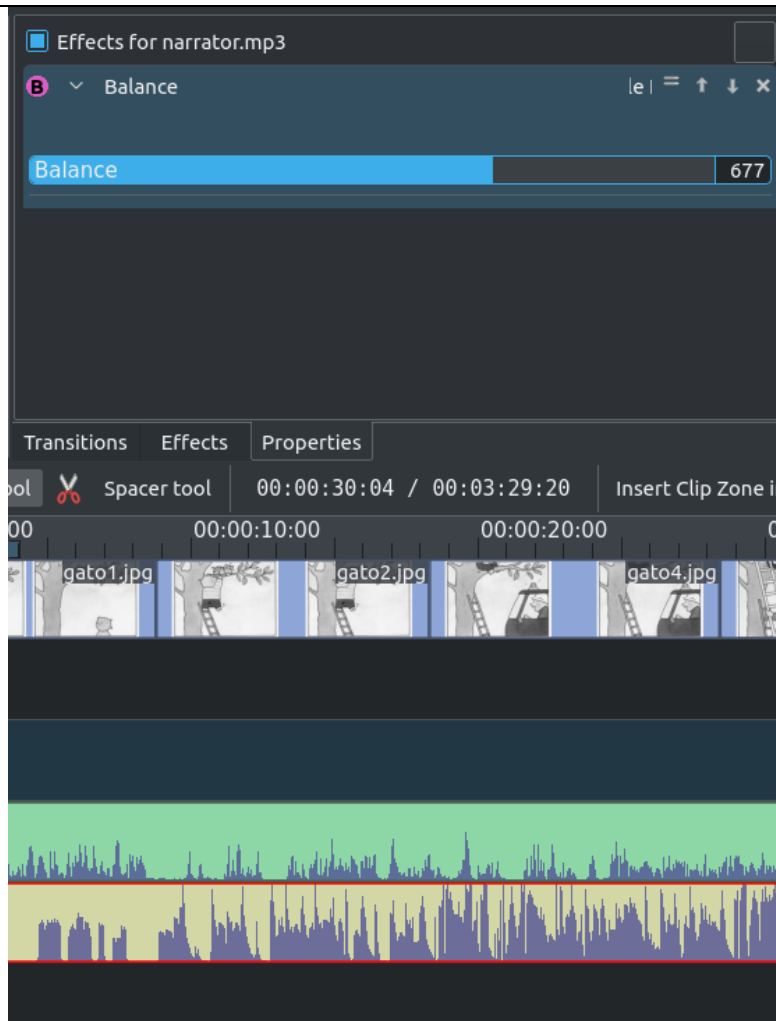 Effects for narrator.mp3
B Balance
Balance 677
Transitions Effects Properties
Spacer tool 00:00:30:04 / 00:03:29:20 Insert Clip Zone
00 00:00:10:00 00:00:20:00
gato1.jpg gato2.jpg gato4.jpg